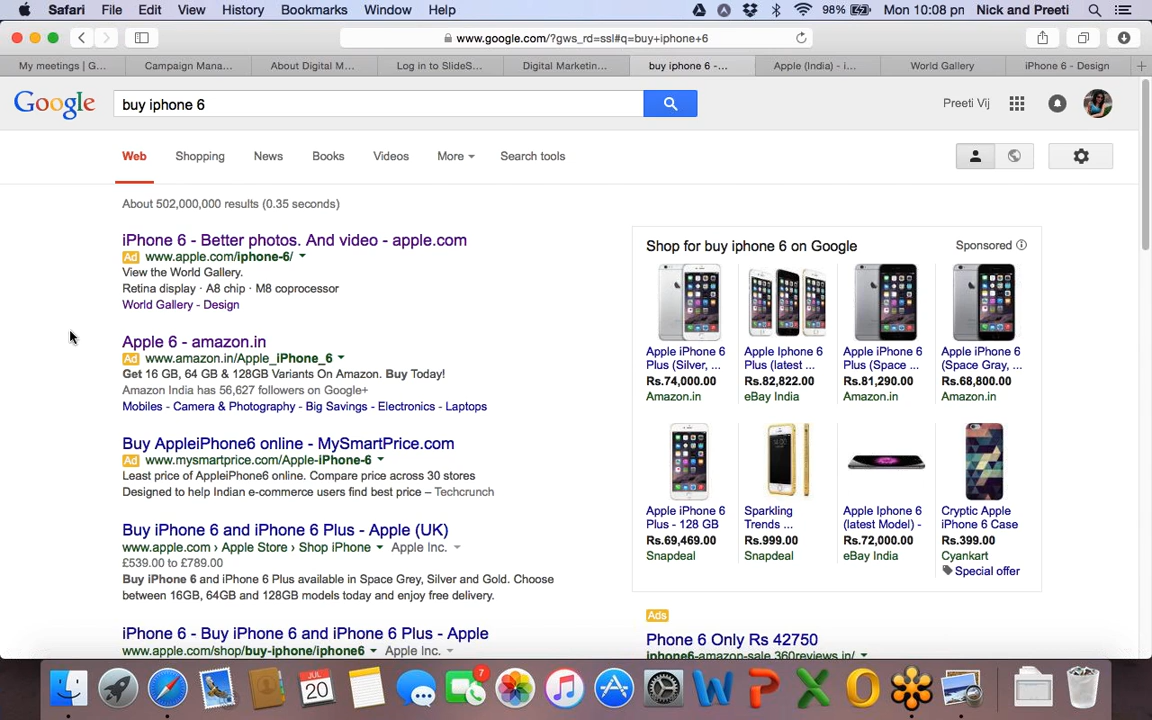 Safari File Edit View History Bookmarks Window Help 98% Mon 10:08 pm Nick and Preeti
www.google.com/?gws_rd=ssl#q=buy+iphone+6
My meetings | G... Campaign Mana... About Digital M... Log in to SlideS... Digital Marketin... buy iphone 6 -... Apple (India) - i... World Gallery iPhone 6 - Design
Google buy iphone 6 Preeti Vij
Web Shopping News Books Videos More Search tools
About 502,000,000 results (0.35 seconds)
iPhone 6 - Better photos. And video - apple.com
Ad www.apple.com/iphone-6/
View the World Gallery.
Retina display · A8 chip · M8 coprocessor
World Gallery - Design
Apple 6 - amazon.in
Ad www.amazon.in/Apple_iPhone_6
Get 16 GB, 64 GB & 128GB Variants On Amazon. Buy Today!
Amazon India has 56,627 followers on Google+
Mobiles - Camera & Photography - Big Savings - Electronics - Laptops
Buy AppleiPhone6 online - MySmartPrice.com
Ad www.mysmartprice.com/Apple-iPhone-6
Least price of AppleiPhone6 online. Compare price across 30 stores
Designed to help Indian e-commerce users find best price – Techcrunch
Buy iPhone 6 and iPhone 6 Plus - Apple (UK)
www.apple.com › Apple Store › Shop iPhone Apple Inc.
£539.00 to £789.00
Buy iPhone 6 and iPhone 6 Plus available in Space Grey, Silver and Gold. Choose
between 16GB, 64GB and 128GB models today and enjoy free delivery.
iPhone 6 - Buy iPhone 6 and iPhone 6 Plus - Apple
www.apple.com/shop/buy-iphone/iphone6 Apple Inc.
Shop for buy iphone 6 on Google Sponsored
Apple iPhone 6
Plus (Silver, ...
Rs.74,000.00
Amazon.in
Apple Iphone 6
Plus (latest ...
Rs.82,822.00
eBay India
Apple iPhone 6
Plus (Space ...
Rs.81,290.00
Amazon.in
Apple iPhone 6
(Space Gray, ...
Rs.68,800.00
Amazon.in
Apple iPhone 6
Plus - 128 GB
Rs.69,469.00
Snapdeal
Sparkling
Trends ...
Rs.999.00
Snapdeal
Apple Iphone 6
(latest Model) -
Rs.72,000.00
eBay India
Cryptic Apple
iPhone 6 Case
Rs.399.00
Cyankart
Special offer
Ads
Phone 6 Only Rs 42750
iphone6-amazon-sale.360reviews.in/
JUL
20
7